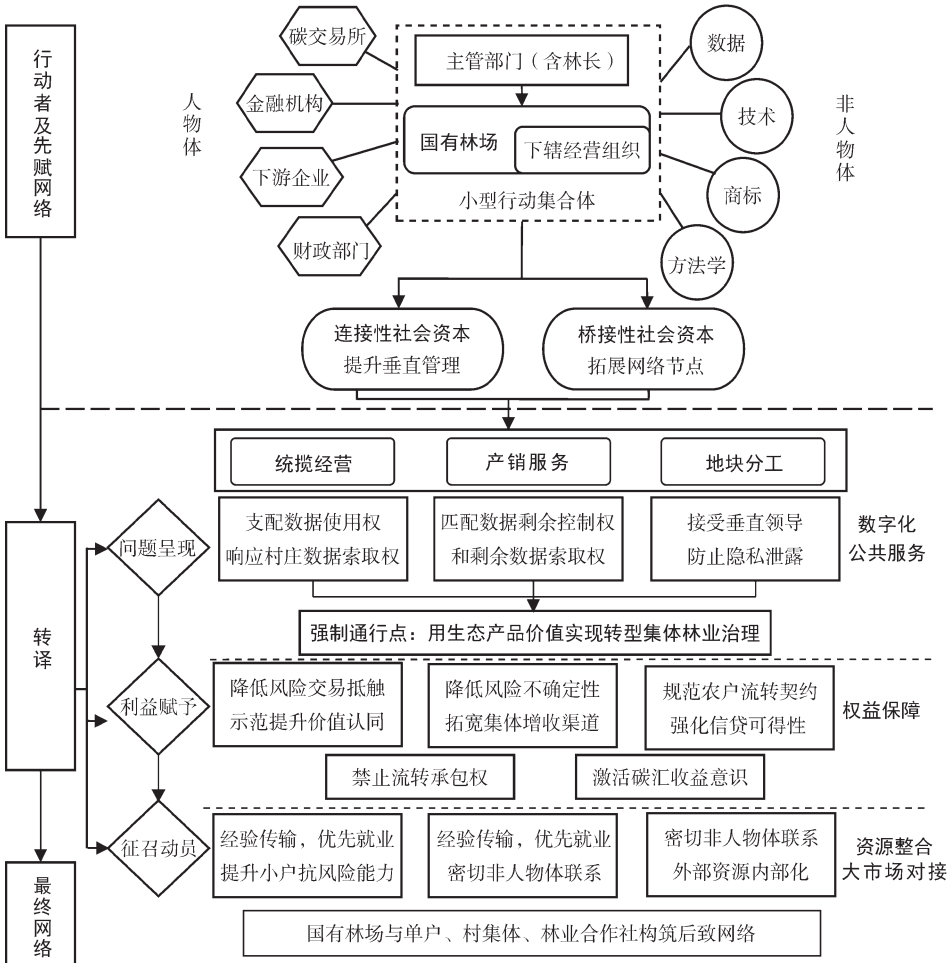 行动者及先赋网络
人物体
碳交易所
金融机构
下游企业
财政部门
主管部门（含林长）
国有林场
下辖经营组织
小型行动集合体
数据
技术
商标
方法学
非人物体
连接性社会资本
提升垂直管理
桥接性社会资本
拓展网络节点
转译
统揽经营
产销服务
地块分工
问题呈现
支配数据使用权
响应村庄数据索取权
匹配数据剩余控制权
和剩余数据索取权
接受垂直领导
防止隐私泄露
数字化
公共服务
强制通行点：用生态产品价值实现转型集体林业治理
利益赋予
降低风险交易抵触
示范提升价值认同
降低风险不确定性
拓宽集体增收渠道
规范农户流转契约
强化信贷可得性
权益保障
禁止流转承包权
激活碳汇收益意识
征召动员
经验传输，优先就业
提升小户抗风险能力
经验传输，优先就业
密切非人物体联系
密切非人物体联系
外部资源内部化
资源整合
大市场对接
最终网络
国有林场与单户、村集体、林业合作社构筑后致网络